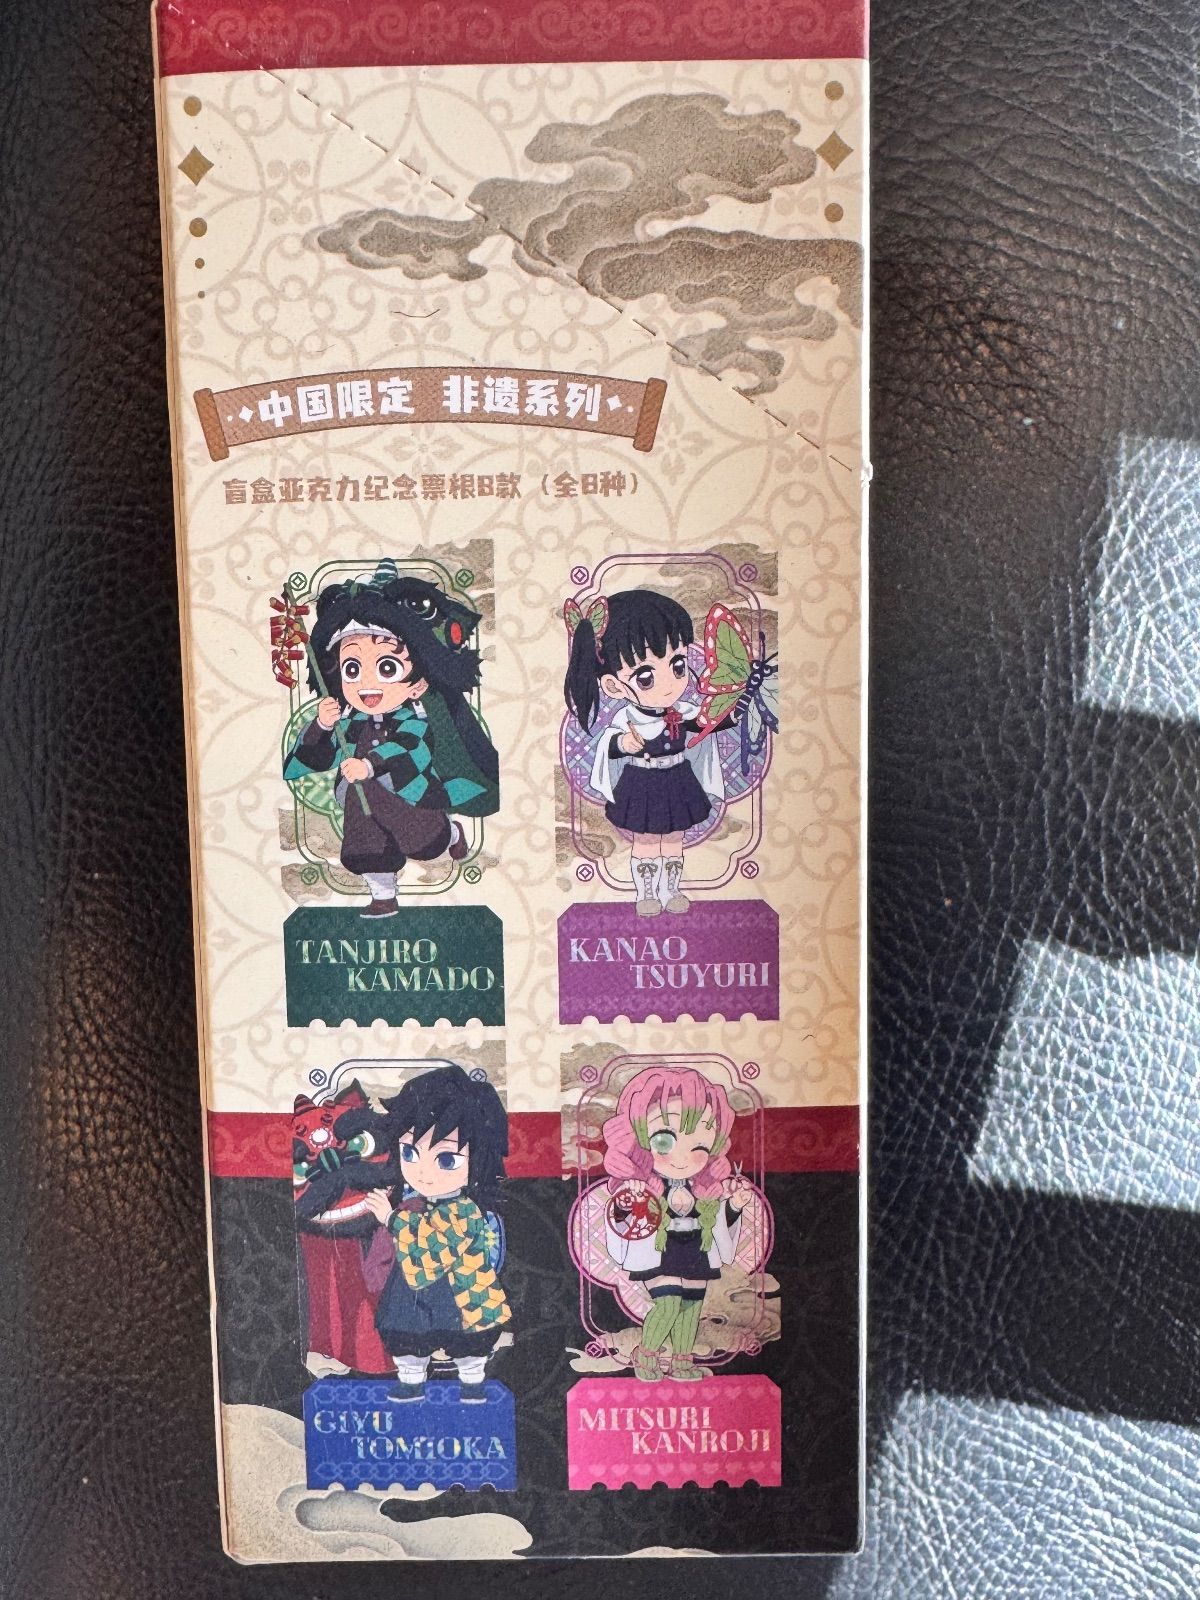 中国限定 非遗系列
盲盒亚克力纪念票根B款（全8种）
TANJIRO
KAMADO
KANAO
TSUYURI
GIYU
TOMIOKA
MITSURI
KANROJI